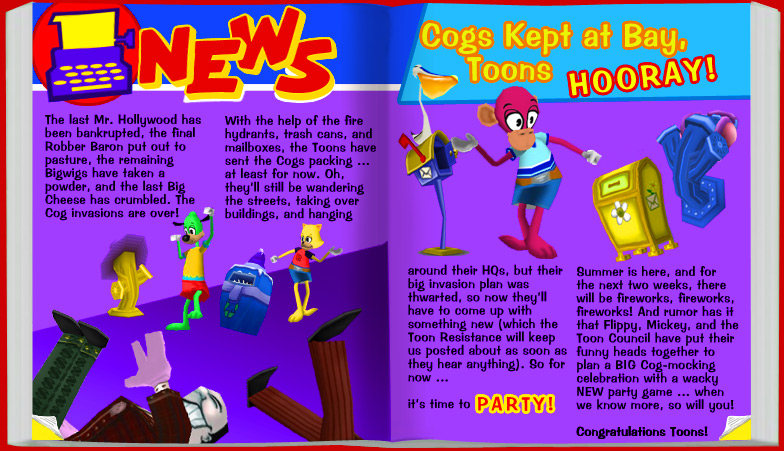 NEWS
The last Mr. Hollywood has
been bankrupted, the final
Robber Baron put out to
pasture, the remaining
Bigwigs have taken a
powder, and the last Big
Cheese has crumbled. The
Cog invasions are over!
With the help of the fire
hydrants, trash cans, and
mailboxes, the Toons have
sent the Cogs packing ...
at least for now. Oh,
they'll still be wandering
the streets, taking over
buildings, and hanging
Cogs Kept at Bay,
Toons HOORAY!
around their HQs, but their
big invasion plan was
thwarted, so now they'll
have to come up with
something new (which the
Toon Resistance will keep
us posted about as soon as
they hear anything). So for
now ...
it's time to PARTY!
Summer is here, and for
the next two weeks, there
will be fireworks, fireworks,
fireworks! And rumor has it
that Flippy, Mickey, and the
Toon Council have put their
funny heads together to
plan a BIG Cog-mocking
celebration with a wacky
NEW party game ... when
we know more, so will you!
Congratulations Toons!